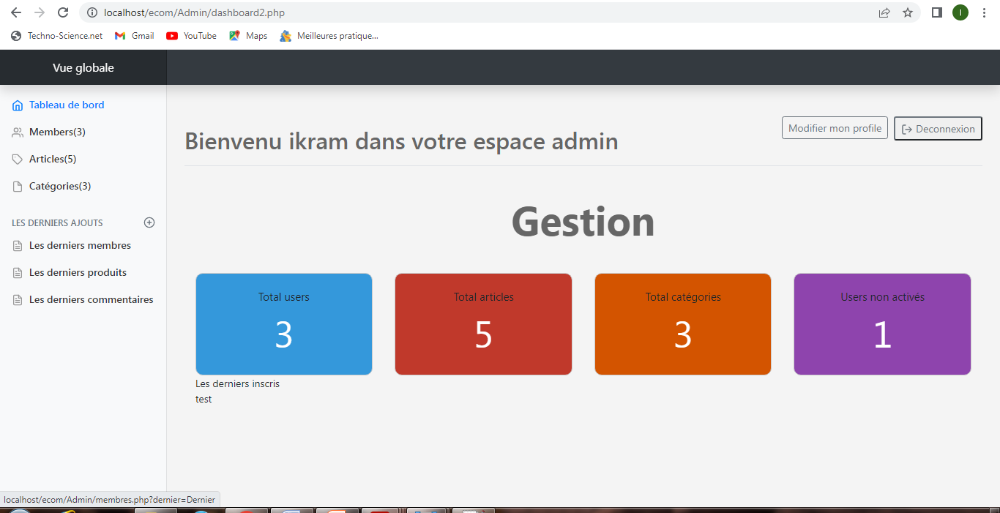 localhost/ecom/Admin/dashboard2.php
I
Techno-Science.net Gmail YouTube Maps Meilleures pratique...
Vue globale
Tableau de bord
Members(3)
Articles(5)
Catégories(3)
LES DERNIERS AJOUTS
Les derniers membres
Les derniers produits
Les derniers commentaires
Modifier mon profile Deconnexion
Bienvenu ikram dans votre espace admin
Gestion
Total users
3
Total articles
5
Total catégories
3
Users non activés
1
Les derniers inscris
test
localhost/ecom/Admin/membres.php?dernier=Dernier